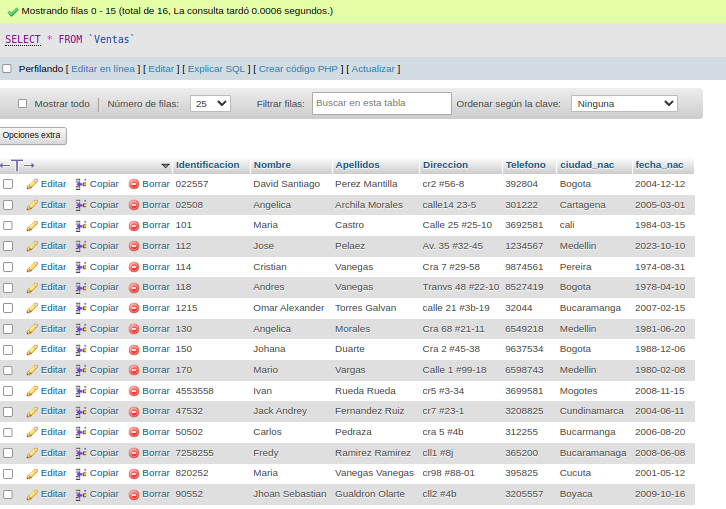 Mostrando filas 0 - 15 (total de 16, La consulta tardó 0.0006 segundos.)
SELECT * FROM `Ventas`
Perfilando [ Editar en línea ] [ Editar ] [ Explicar SQL ] [ Crear código PHP ] [ Actualizar ]
Mostrar todo Número de filas: 25 Filtrar filas: Buscar en esta tabla Ordenar según la clave: Ninguna
Opciones extra
←T→ Identificacion Nombre Apellidos Direccion Telefono ciudad_nac fecha_nac
Editar Copiar Borrar 022557 David Santiago Perez Mantilla cr2 #56-8 392804 Bogota 2004-12-12
Editar Copiar Borrar 02508 Angelica Archila Morales calle14 23-5 301222 Cartagena 2005-03-01
Editar Copiar Borrar 101 Maria Castro Calle 25 #25-10 3692581 cali 1984-03-15
Editar Copiar Borrar 112 Jose Pelaez Av. 35 #32-45 1234567 Medellin 2023-10-10
Editar Copiar Borrar 114 Cristian Vanegas Cra 7 #29-58 9874561 Pereira 1974-08-31
Editar Copiar Borrar 118 Andres Vanegas Tranvs 48 #22-10 8527419 Bogota 1978-04-10
Editar Copiar Borrar 1215 Omar Alexander Torres Galvan calle 21 #3b-19 32044 Bucaramanga 2007-02-15
Editar Copiar Borrar 130 Angelica Morales Cra 68 #21-11 6549218 Medellin 1981-06-20
Editar Copiar Borrar 150 Johana Duarte Cra 2 #45-38 9637534 Bogota 1988-12-06
Editar Copiar Borrar 170 Mario Vargas Calle 1 #99-18 6598743 Medellin 1980-02-08
Editar Copiar Borrar 4553558 Ivan Rueda Rueda cr5 #3-34 3699581 Mogotes 2008-11-15
Editar Copiar Borrar 47532 Jack Andrey Fernandez Ruiz cr7 #23-1 3208825 Cundinamarca 2004-06-11
Editar Copiar Borrar 50502 Carlos Pedraza cra 5 #4b 312255 Bucarmanga 2006-08-20
Editar Copiar Borrar 7258255 Fredy Ramirez Ramirez cll1 #8j 365200 Bucaramanaga 2008-06-08
Editar Copiar Borrar 820252 Maria Vanegas Vanegas cr98 #88-01 395825 Cucuta 2001-05-12
Editar Copiar Borrar 90552 Jhoan Sebastian Gualdron Olarte cll2 #4b 3205557 Boyaca 2009-10-16